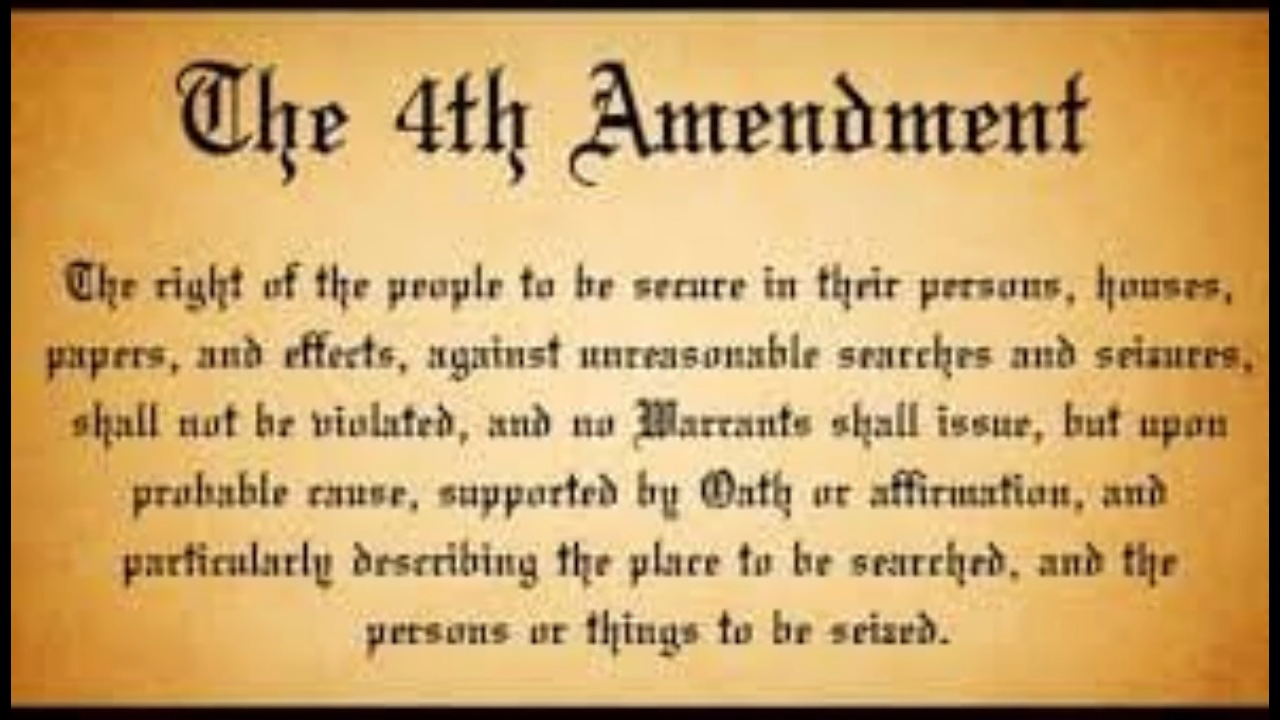 The 4th Amendment
The right of the people to be secure in their persons, houses,
papers, and effects, against unreasonable searches and seizures,
shall not be violated, and no Warrants shall issue, but upon
probable cause, supported by Oath or affirmation, and
particularly describing the place to be searched, and the
persons or things to be seized.